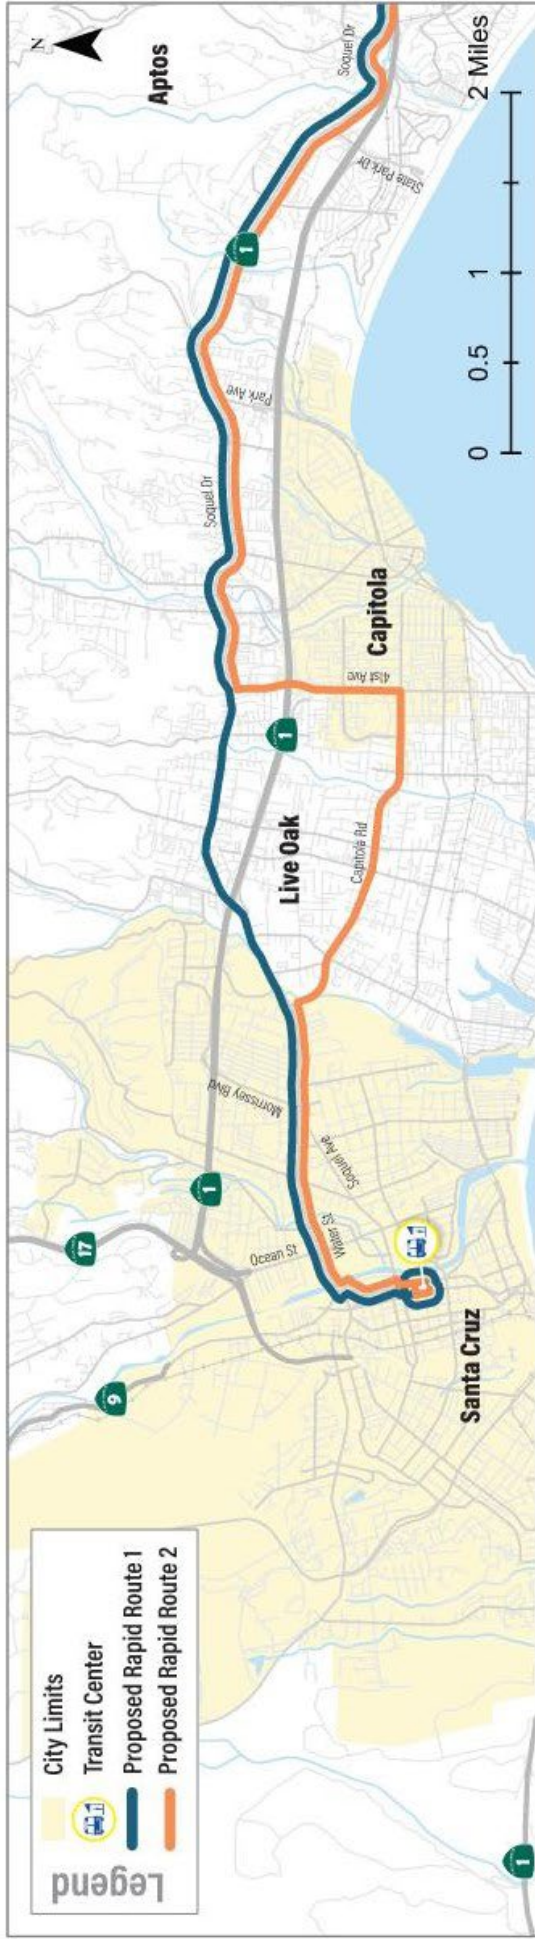 Legend
City Limits
Transit Center
Proposed Rapid Route 1
Proposed Rapid Route 2
N
Aptos
Soquel Dr
State Park Dr
1
Park Ave
Soquel Dr
Capitola
41st Ave
1
Live Oak
Capitola Rd
Morrissey Blvd
Soquel Ave
Water St
Ocean St
1
17
9
Santa Cruz
1
0 0.5 1 2 Miles